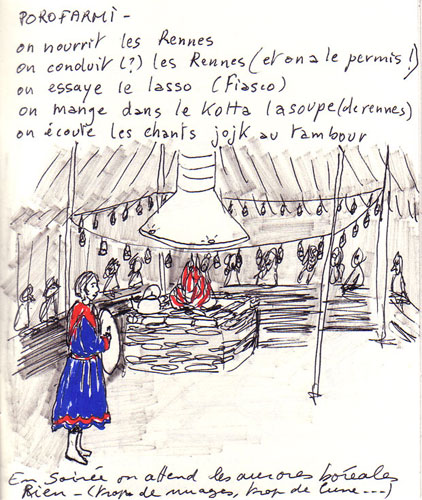 POROFARMI -
on nourrit les Rennes
on conduit (?) les Rennes (et on a le permis !)
on essaye le lasso (Fiasco)
on mange dans le Kotta la soupe (de rennes)
on écoute les chants jojk au tambour
En soirée on attend les aurores boréales
Rien - (trop de nuages, trop de lune ---)